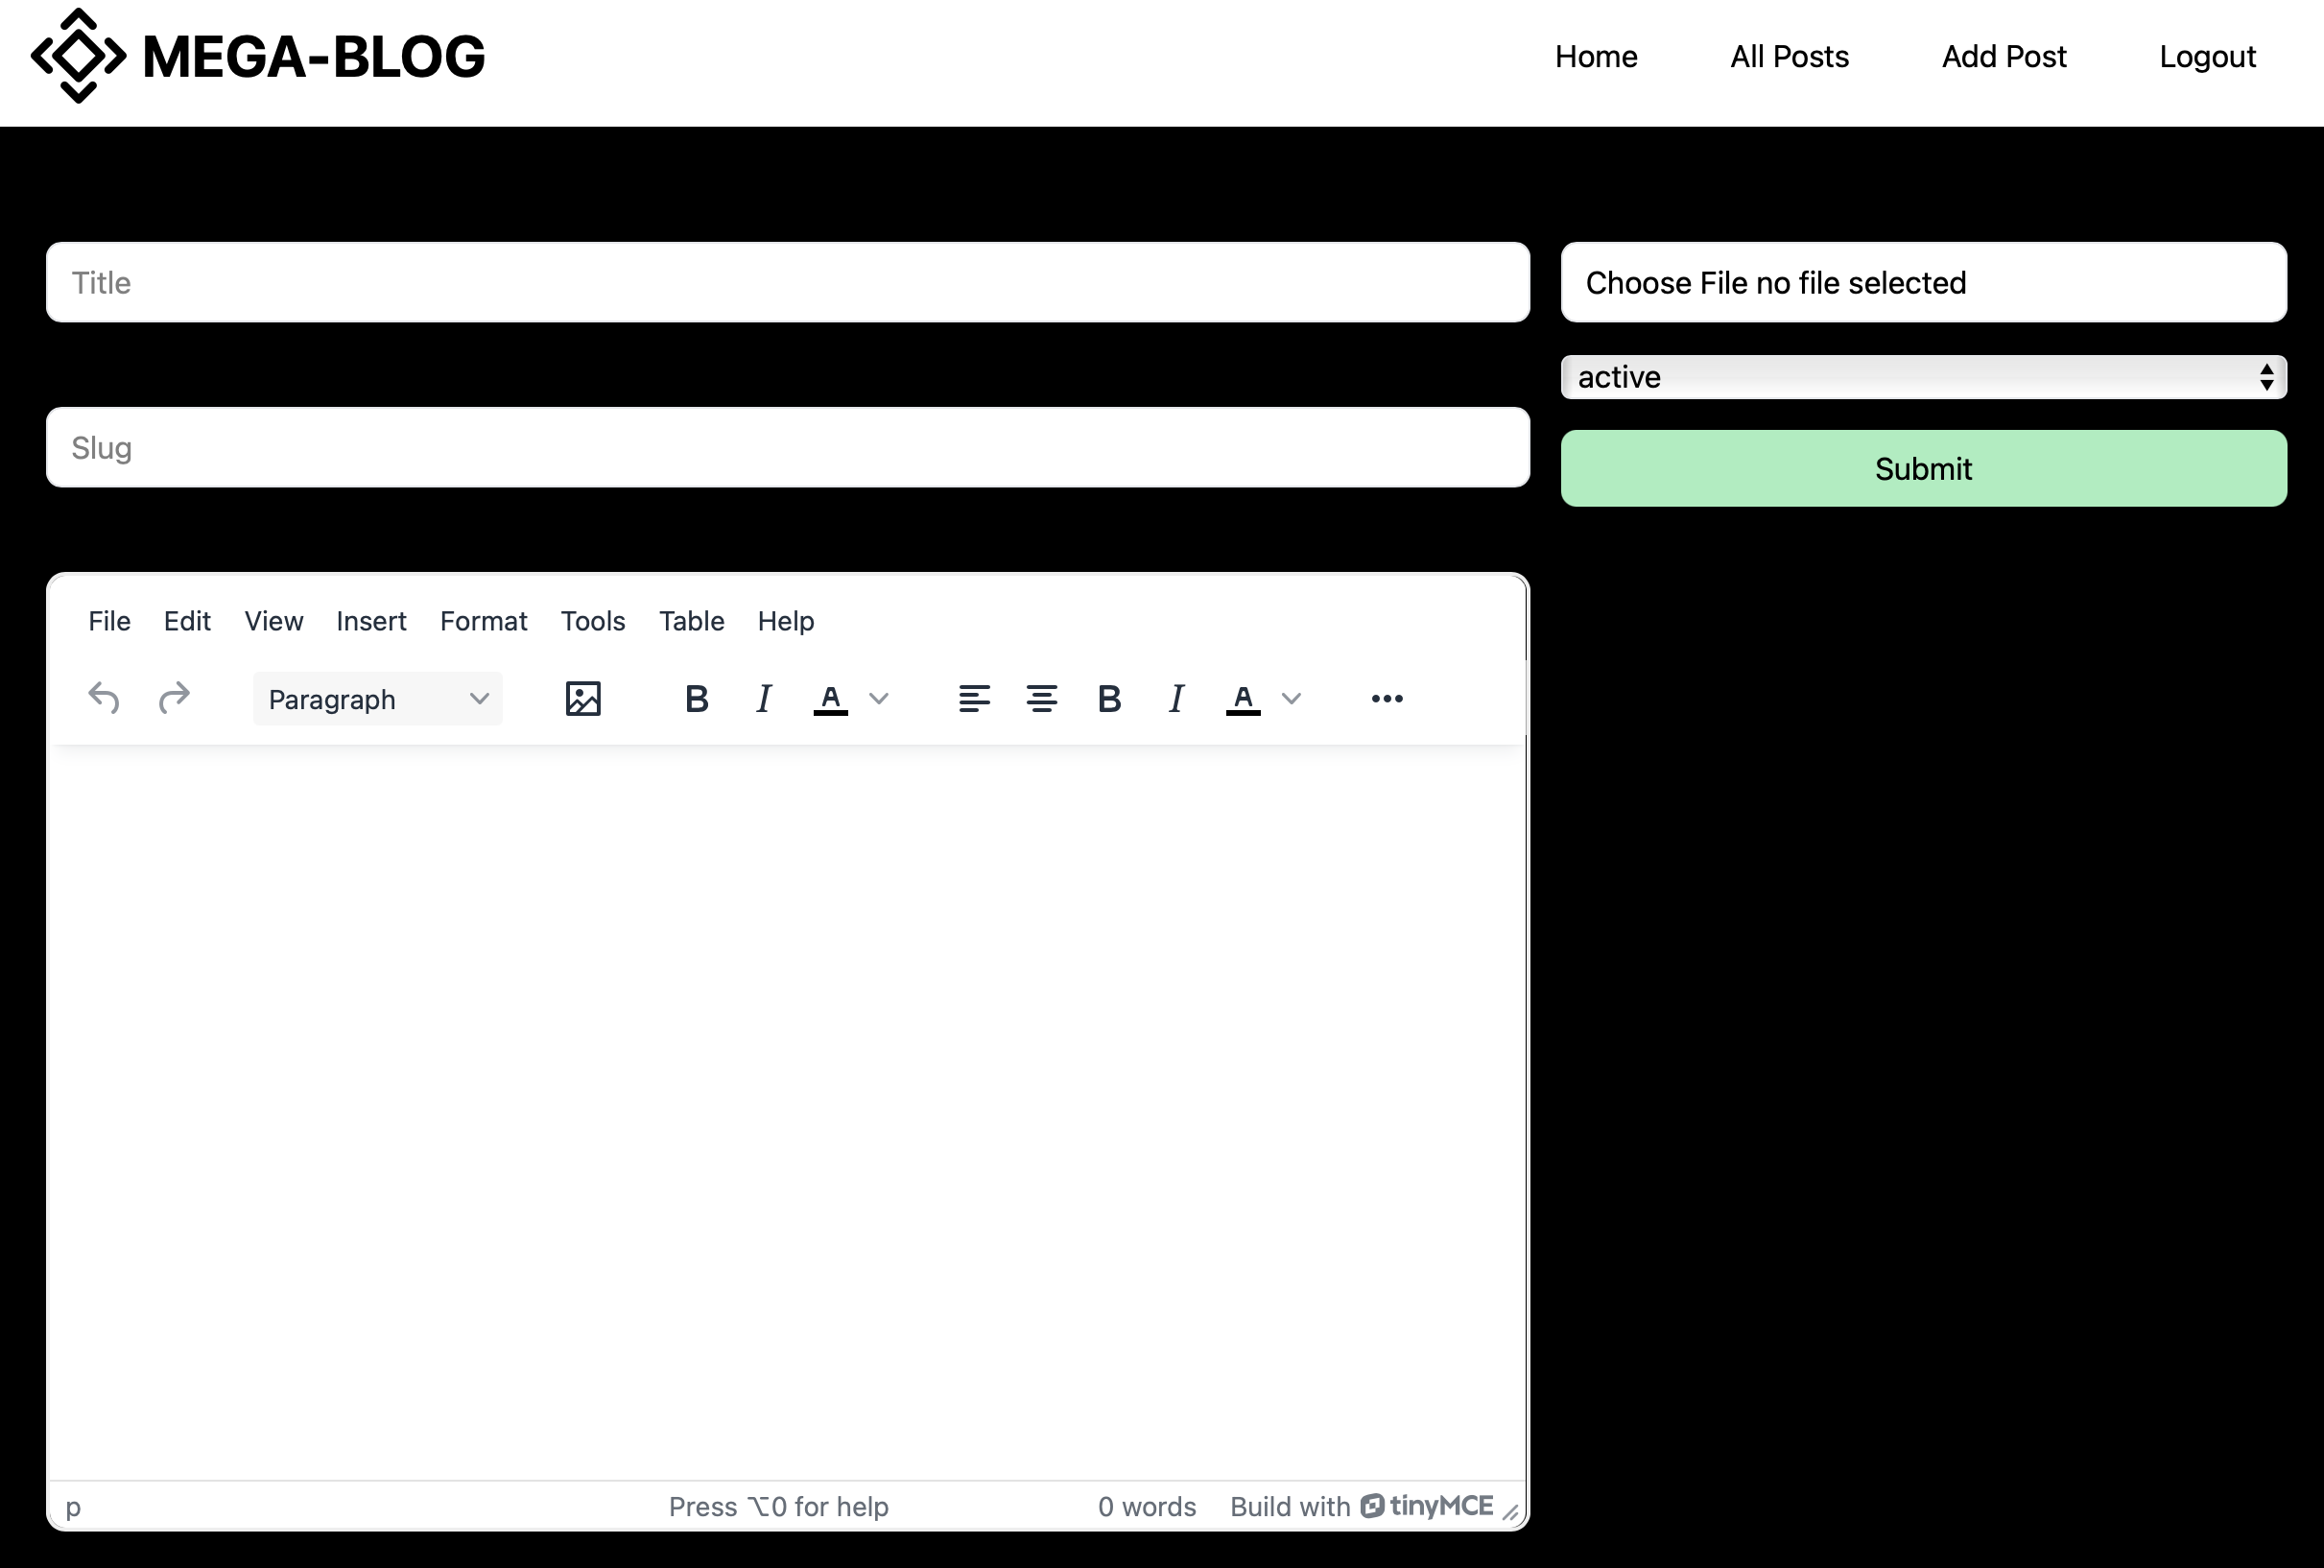 MEGA-BLOG
Home All Posts Add Post Logout
Title
Choose File no file selected
active
Slug
Submit
File Edit View Insert Format Tools Table Help
Paragraph B I A B I A
p Press ⌥0 for help 0 words Build with tinyMCE